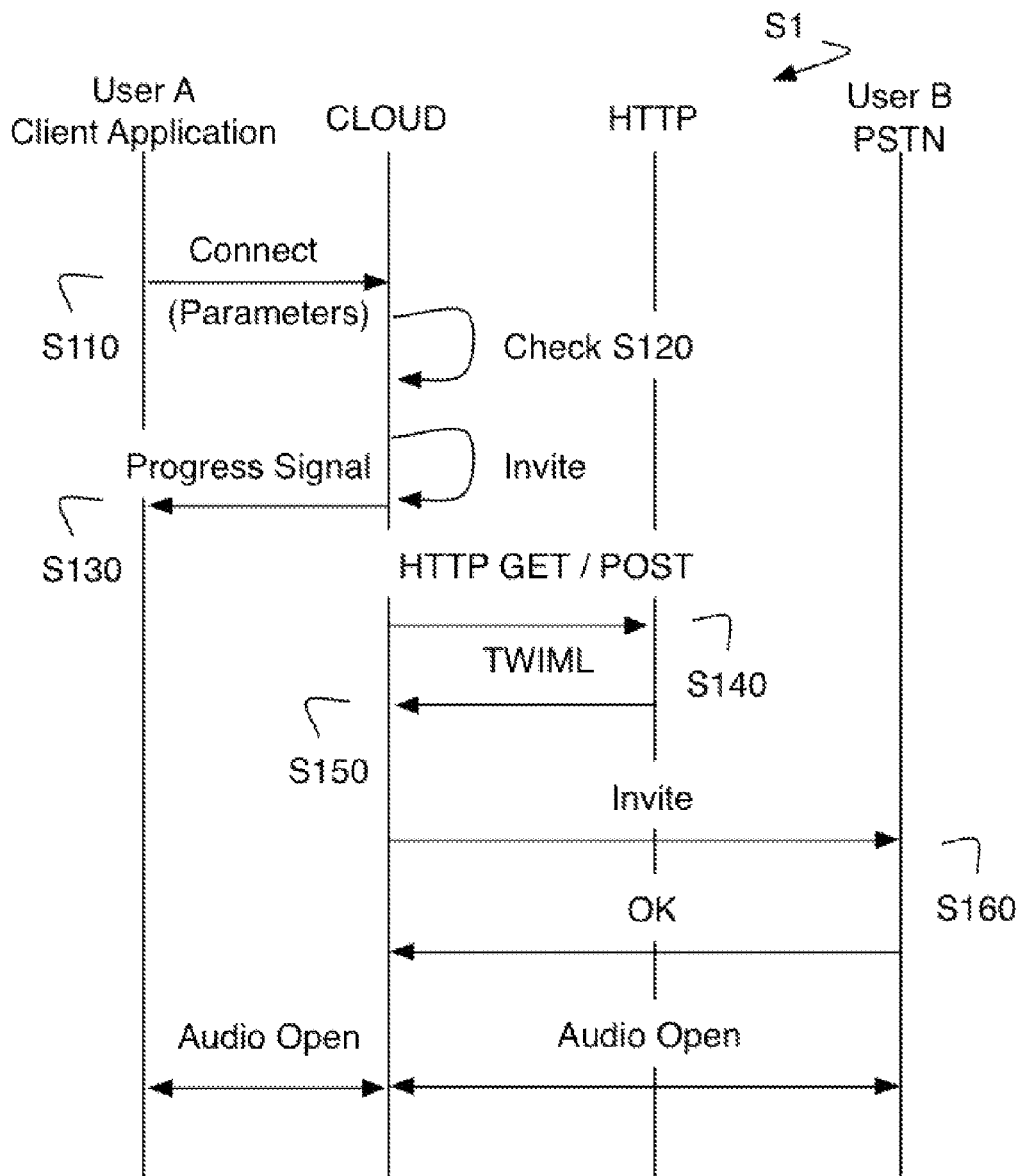 S1
User A
Client Application
CLOUD
HTTP
User B
PSTN
Connect
(Parameters)
S110
Check S120
Progress Signal
Invite
S130
HTTP GET / POST
TWIML
S140
S150
Invite
S160
OK
Audio Open
Audio Open